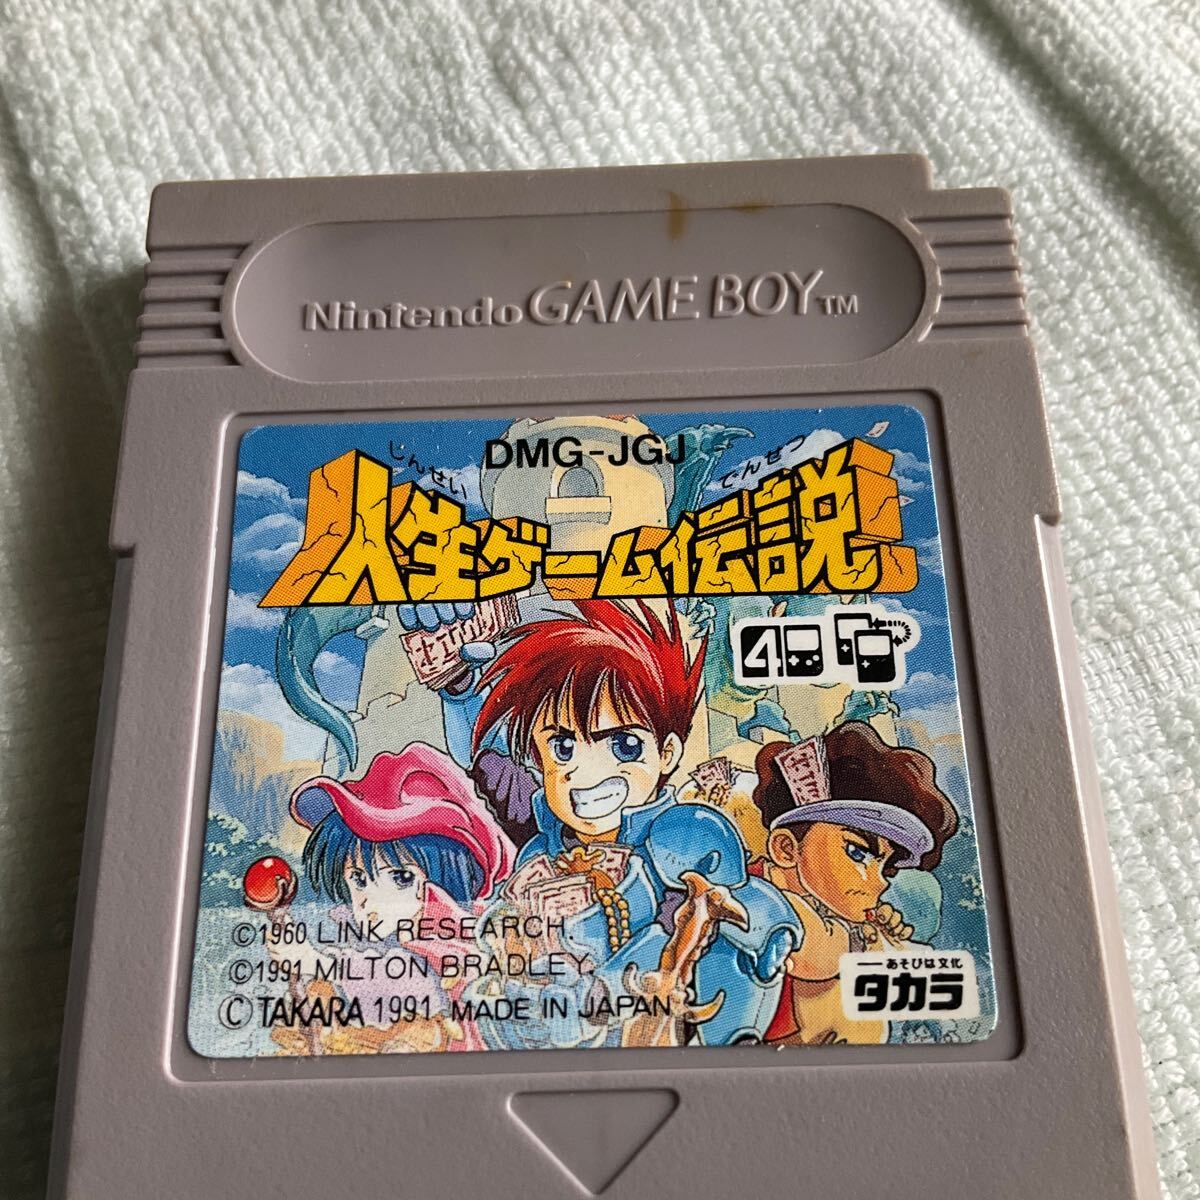 Nintendo GAME BOY TM
DMG-JGJ
じんせい でんせつ
人生ゲーム伝説
4
©1960 LINK RESEARCH.
©1991 MILTON BRADLEY.
© TAKARA 1991 MADE IN JAPAN
あそびは文化
タカラ